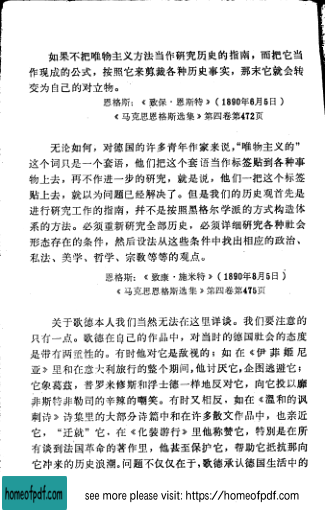 如果不把唯物主义方法当作研究历史的指南，而把它当
作现成的公式，按照它来剪裁各种历史事实，那末它就会转
变为自己的对立物。
恩格斯：《致保·恩斯特》（1890年6月5日）
《马克思恩格斯选集》第四卷第472页
无论如何，对德国的许多青年作家来说，“唯物主义的”
这个词只是一个套语，他们把这个套语当作标签贴到各种事
物上去，再不作进一步的研究，就是说，他们一把这个标签
贴上去，就以为问题已经解决了。但是我们的历史观首先是
进行研究工作的指南，并不是按照黑格尔学派的方式构造体
系的方法。必须重新研究全部历史，必须详细研究各种社会
形态存在的条件，然后设法从这些条件中找出相应的政治、
私法、美学、哲学、宗教等等的观点。
恩格斯：《致康·施米特》（1890年8月5日）
《马克思恩格斯选集》第四卷第475页
关于歌德本人我们当然无法在这里详谈。我们要注意的
只有一点。歌德在自己的作品中，对当时的德国社会的态度
是带有两重性的。有时他对它是敌视的；如在《伊菲姬尼
亚》里和在意大利旅行的整个期间，他讨厌它，企图逃避它；
它象葛兹，普罗米修斯和浮士德一样地反对它，向它投以靡
非斯特非勒司的辛辣的嘲笑。有时又相反，如在《温和的讽
刺诗》诗集里的大部分诗篇中和在许多散文作品中，他亲近
它，“迁就”它，在《化装游行》里他称赞它，特别是在所
有谈到法国革命的著作里，他甚至保护它，帮助它抵抗那向
它冲来的历史浪潮。问题不仅仅在于，歌德承认德国生活中的
homeofpdf.com
see more please visit: https://homeofpdf.com